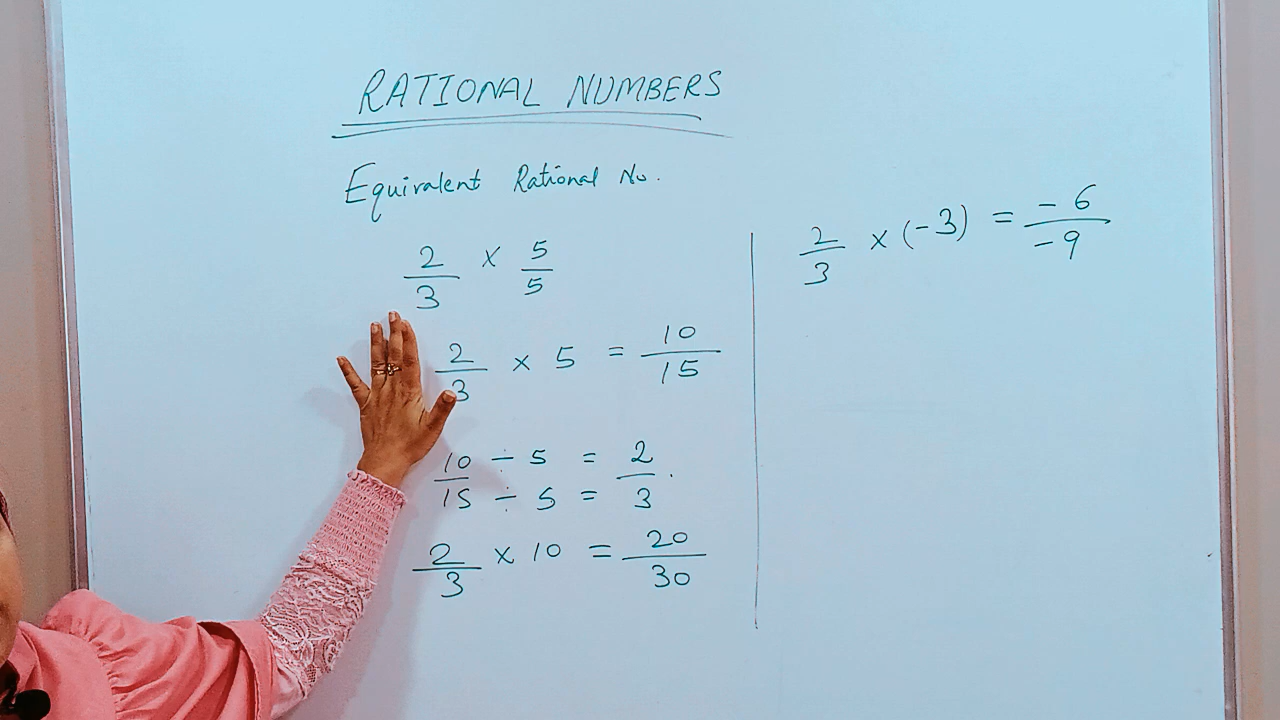 RATIONAL NUMBERS
Equivalent Rational No.
2/3 × 5/5
2/3 × 5 = 10/15
10/15 ÷ 5 = 2/3.
÷ 5 =
2/3 × 10 = 20/30
2/3 × (-3) = -6/-9